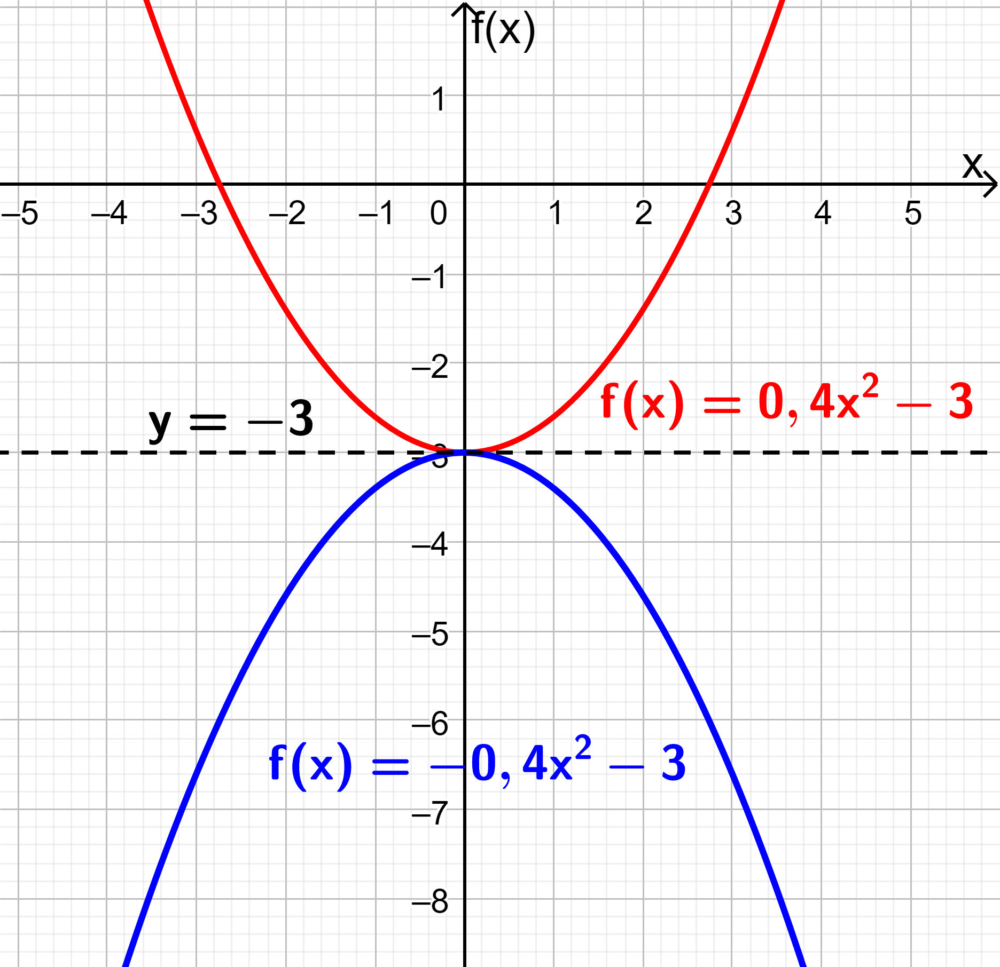 f(x)
1
x
–5 –4 –3 –2 –1 0 1 2 3 4 5
–1
–2
f(x) = 0,4x² − 3
y = −3
–3
–4
–5
–6
f(x) = −0,4x² − 3
–7
–8